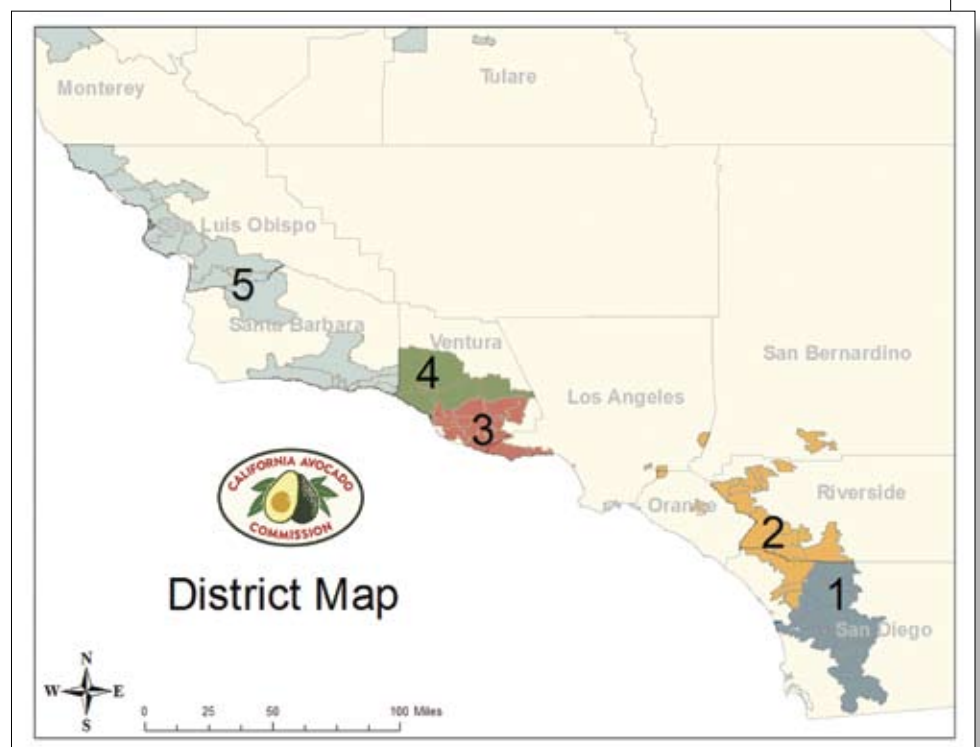 Monterey
Tulare
San Luis Obispo
5
Santa Barbara
Ventura
4
3
Los Angeles
San Bernardino
Orange
Riverside
2
1
San Diego
CALIFORNIA AVOCADO
COMMISSION
District Map
N
W E
S
0 25 50 100 Miles